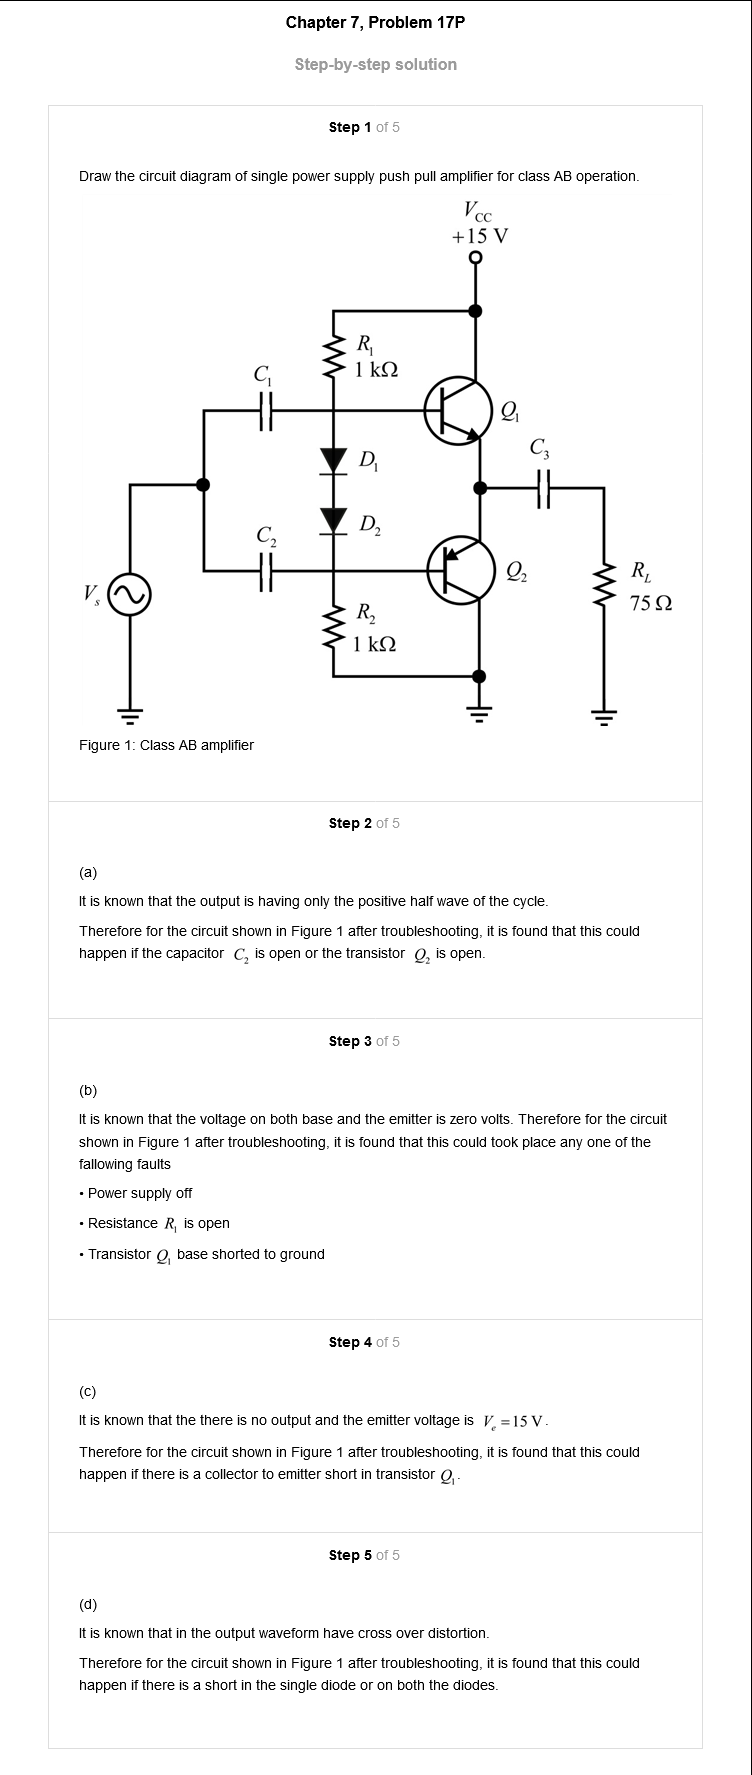 Chapter 7, Problem 17P
Step-by-step solution
Step 1 of 5
Draw the circuit diagram of single power supply push pull amplifier for class AB operation.
V_CC
+15 V
R_1
1 kΩ
C_1
Q_1
C_3
D_1
D_2
C_2
Q_2
R_L
75 Ω
V_s
R_2
1 kΩ
Figure 1: Class AB amplifier
Step 2 of 5
(a)
It is known that the output is having only the positive half wave of the cycle.
Therefore for the circuit shown in Figure 1 after troubleshooting, it is found that this could
happen if the capacitor C_2 is open or the transistor Q_2 is open.
Step 3 of 5
(b)
It is known that the voltage on both base and the emitter is zero volts. Therefore for the circuit
shown in Figure 1 after troubleshooting, it is found that this could took place any one of the
fallowing faults
• Power supply off
• Resistance R_1 is open
• Transistor Q_1 base shorted to ground
Step 4 of 5
(c)
It is known that the there is no output and the emitter voltage is V_e = 15 V.
Therefore for the circuit shown in Figure 1 after troubleshooting, it is found that this could
happen if there is a collector to emitter short in transistor Q_1.
Step 5 of 5
(d)
It is known that in the output waveform have cross over distortion.
Therefore for the circuit shown in Figure 1 after troubleshooting, it is found that this could
happen if there is a short in the single diode or on both the diodes.